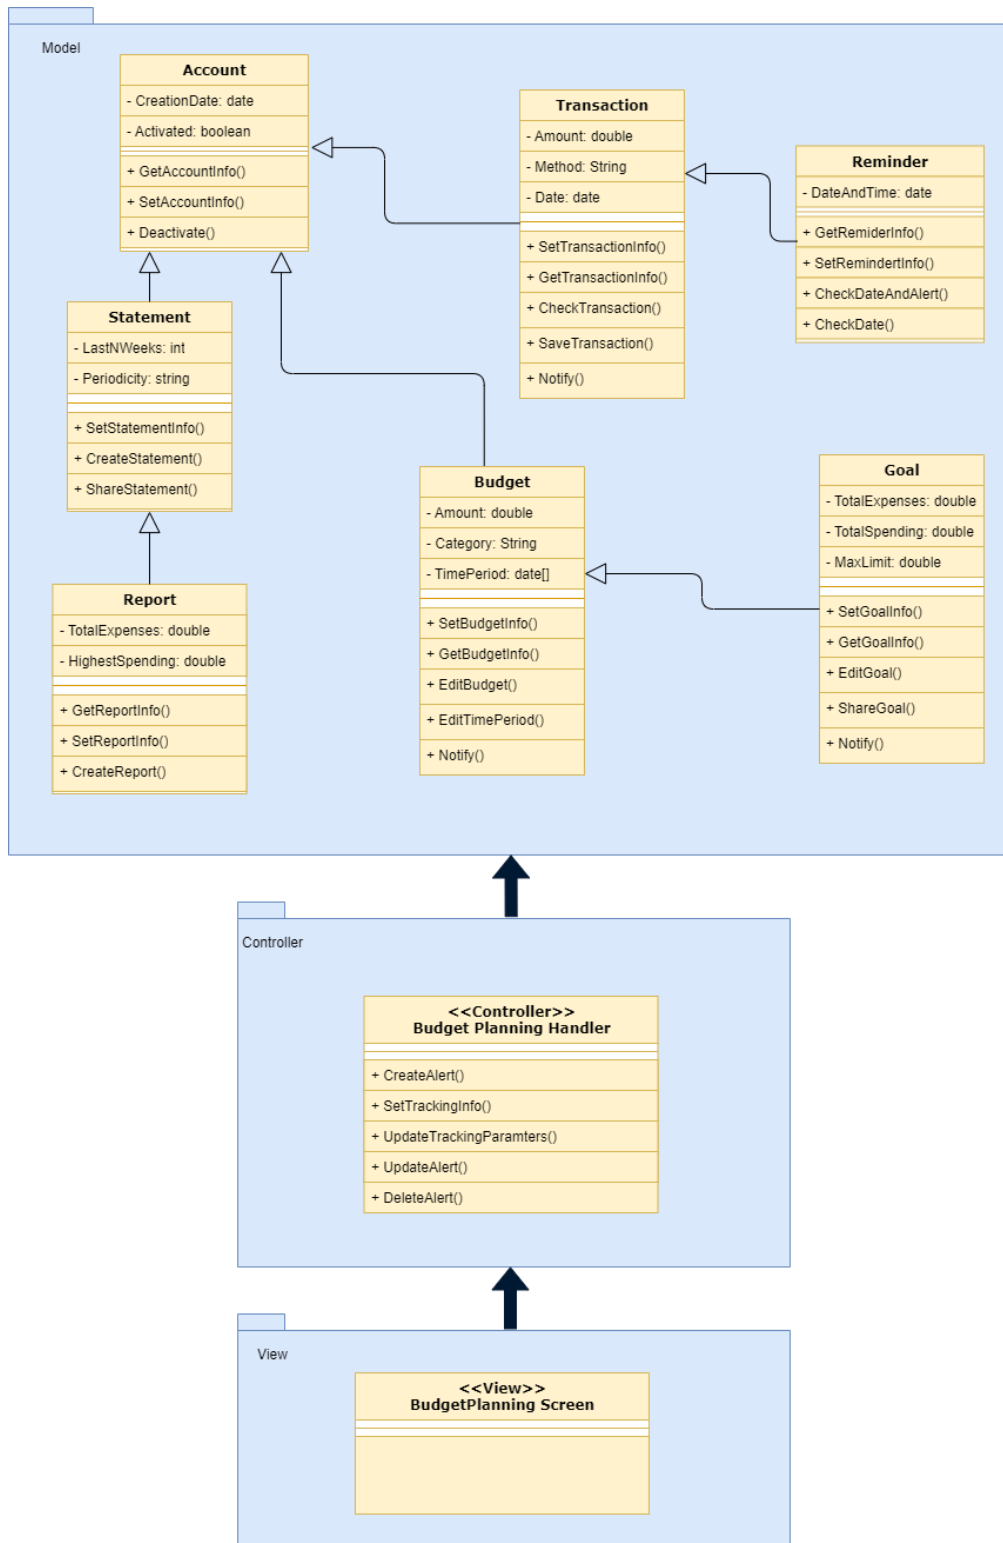 Model
Account
- CreationDate: date
- Activated: boolean
+ GetAccountInfo()
+ SetAccountInfo()
+ Deactivate()
Transaction
- Amount: double
- Method: String
- Date: date
+ SetTransactionInfo()
+ GetTransactionInfo()
+ CheckTransaction()
+ SaveTransaction()
+ Notify()
Reminder
- DateAndTime: date
+ GetRemiderInfo()
+ SetRemindertInfo()
+ CheckDateAndAlert()
+ CheckDate()
Statement
- LastNWeeks: int
- Periodicity: string
+ SetStatementInfo()
+ CreateStatement()
+ ShareStatement()
Budget
- Amount: double
- Category: String
- TimePeriod: date[]
+ SetBudgetInfo()
+ GetBudgetInfo()
+ EditBudget()
+ EditTimePeriod()
+ Notify()
Goal
- TotalExpenses: double
- TotalSpending: double
- MaxLimit: double
+ SetGoalInfo()
+ GetGoalInfo()
+ EditGoal()
+ ShareGoal()
+ Notify()
Report
- TotalExpenses: double
- HighestSpending: double
+ GetReportInfo()
+ SetReportInfo()
+ CreateReport()
Controller
<<Controller>>
Budget Planning Handler
+ CreateAlert()
+ SetTrackingInfo()
+ UpdateTrackingParamters()
+ UpdateAlert()
+ DeleteAlert()
View
<<View>>
BudgetPlanning Screen